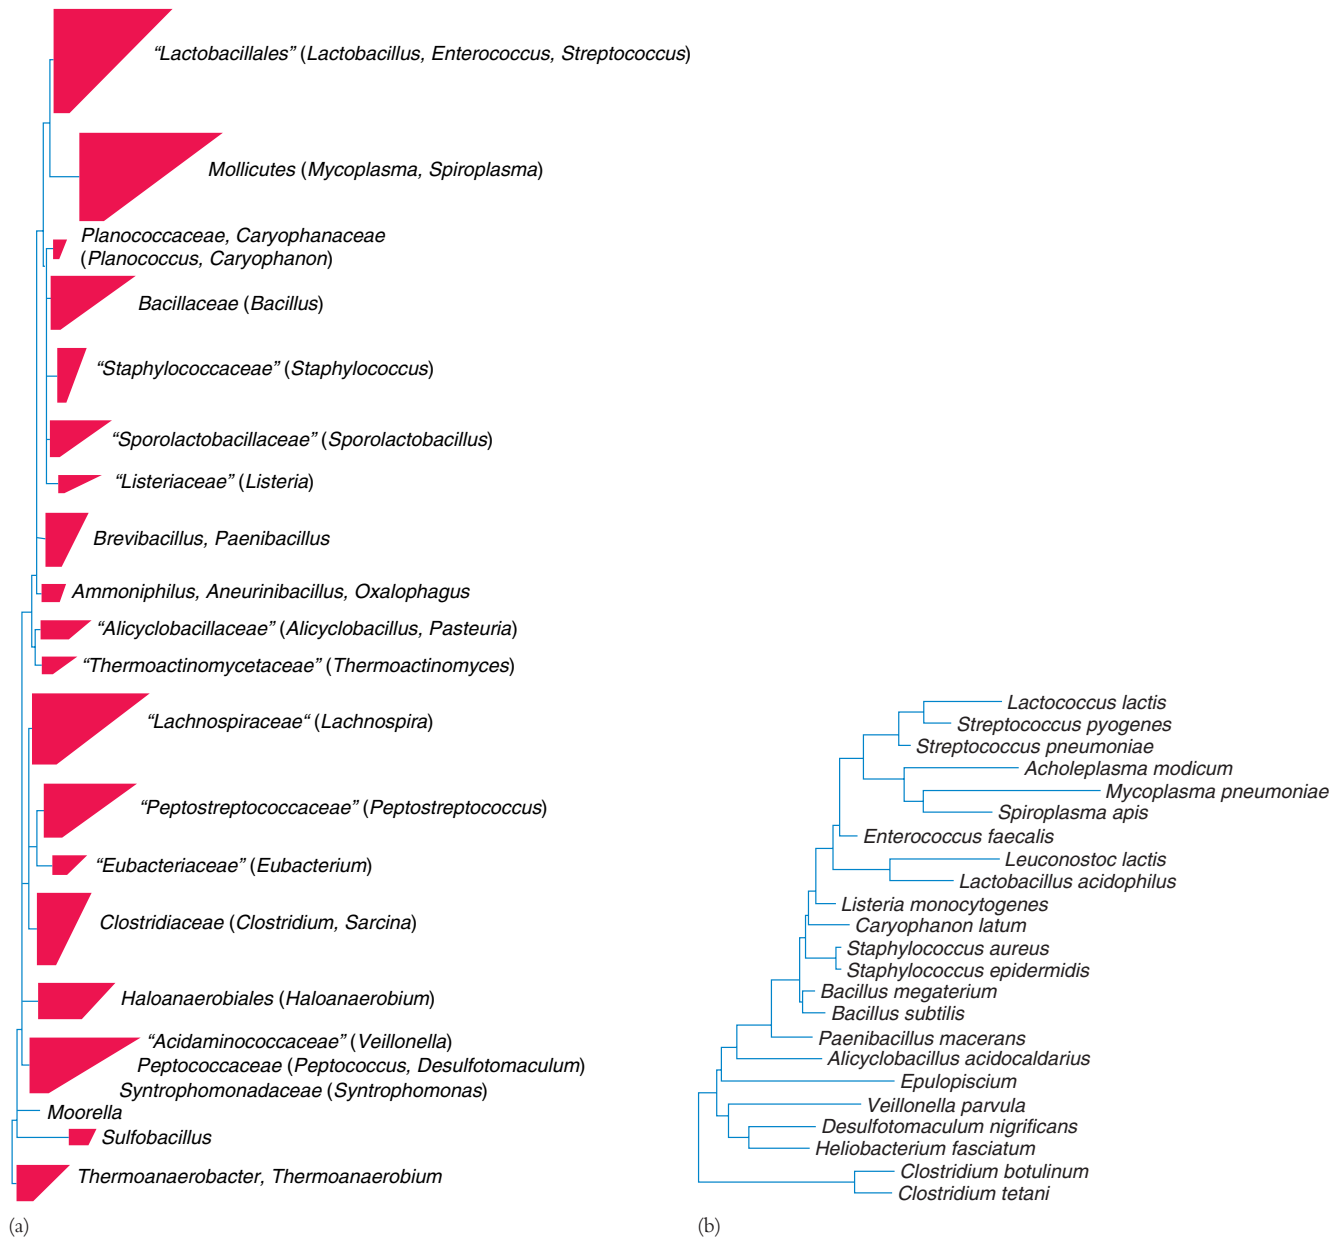 “Lactobacillales” (Lactobacillus, Enterococcus, Streptococcus)
Mollicutes (Mycoplasma, Spiroplasma)
Planococcaceae, Caryophanaceae
(Planococcus, Caryophanon)
Bacillaceae (Bacillus)
“Staphylococcaceae” (Staphylococcus)
“Sporolactobacillaceae” (Sporolactobacillus)
“Listeriaceae” (Listeria)
Brevibacillus, Paenibacillus
Ammoniphilus, Aneurinibacillus, Oxalophagus
“Alicyclobacillaceae” (Alicyclobacillus, Pasteuria)
“Thermoactinomycetaceae” (Thermoactinomyces)
“Lachnospiraceae“ (Lachnospira)
“Peptostreptococcaceae” (Peptostreptococcus)
“Eubacteriaceae” (Eubacterium)
Clostridiaceae (Clostridium, Sarcina)
Haloanaerobiales (Haloanaerobium)
“Acidaminococcaceae” (Veillonella)
Peptococcaceae (Peptococcus, Desulfotomaculum)
Syntrophomonadaceae (Syntrophomonas)
Moorella
Sulfobacillus
Thermoanaerobacter, Thermoanaerobium
(a)
Lactococcus lactis
Streptococcus pyogenes
Streptococcus pneumoniae
Acholeplasma modicum
Mycoplasma pneumoniae
Spiroplasma apis
Enterococcus faecalis
Leuconostoc lactis
Lactobacillus acidophilus
Listeria monocytogenes
Caryophanon latum
Staphylococcus aureus
Staphylococcus epidermidis
Bacillus megaterium
Bacillus subtilis
Paenibacillus macerans
Alicyclobacillus acidocaldarius
Epulopiscium
Veillonella parvula
Desulfotomaculum nigrificans
Heliobacterium fasciatum
Clostridium botulinum
Clostridium tetani
(b)